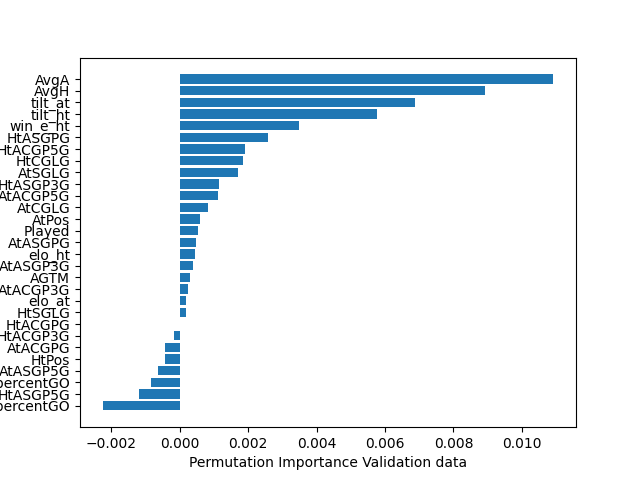 AvgA
AvgH
tilt_at
tilt_ht
win_e_ht
HtASGPG
HtACGP5G
HtCGLG
AtSGLG
HtASGP3G
AtACGP5G
AtCGLG
AtPos
Played
AtASGPG
elo_ht
AtASGP3G
AGTM
AtACGP3G
elo_at
HtSGLG
HtACGPG
HtACGP3G
AtACGPG
HtPos
AtASGP5G
percentGO
HtASGP5G
percentGO
−0.002 0.000 0.002 0.004 0.006 0.008 0.010
Permutation Importance Validation data